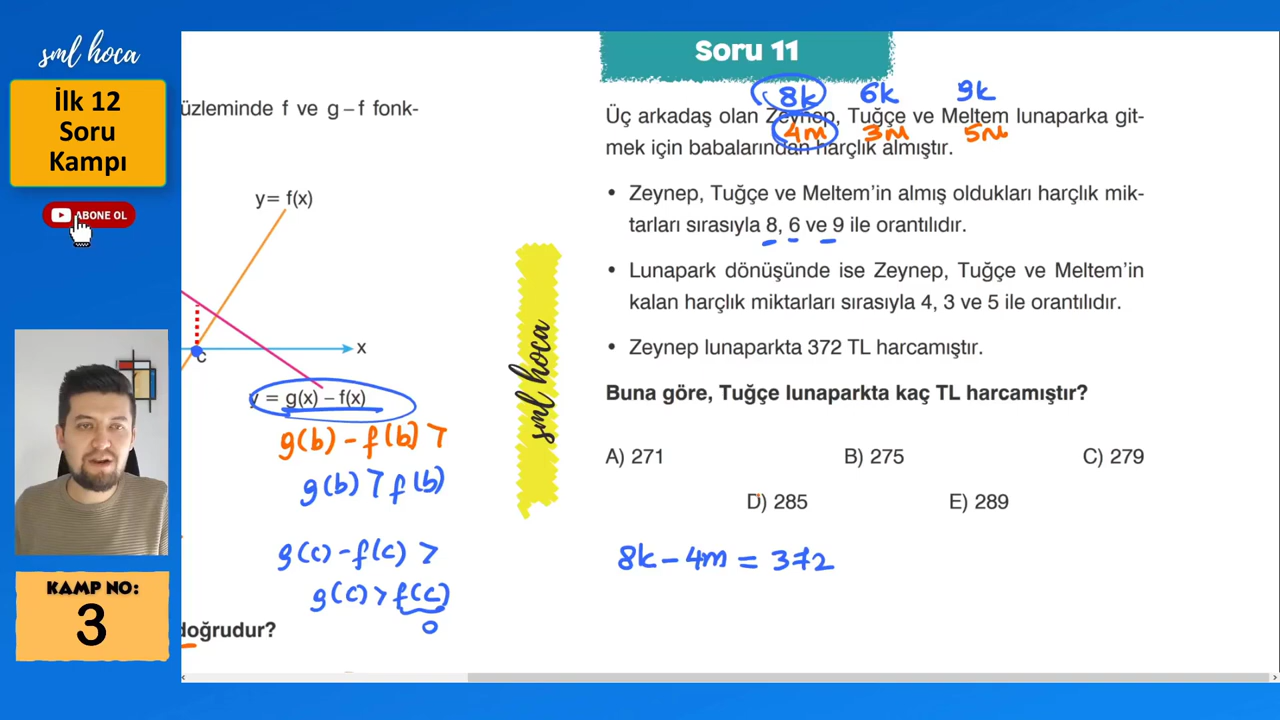 sml hoca
İlk 12
Soru
Kampı
ABONE OL
KAMP NO:
3
üzleminde f ve g – f fonk-
y= f(x)
x
c
y = g(x) – f(x)
g(b) - f(b) >
g(b) > f(b)
g(c) - f(c) >
g(c) > f(c)
0
doğrudur?
sml hoca
Soru 11
8k 6k 9k
Üç arkadaş olan Zeynep, Tuğçe ve Meltem lunaparka git-
4m 3m 5m
mek için babalarından harçlık almıştır.
• Zeynep, Tuğçe ve Meltem'in almış oldukları harçlık mik-
tarları sırasıyla 8, 6 ve 9 ile orantılıdır.
• Lunapark dönüşünde ise Zeynep, Tuğçe ve Meltem'in
kalan harçlık miktarları sırasıyla 4, 3 ve 5 ile orantılıdır.
• Zeynep lunaparkta 372 TL harcamıştır.
Buna göre, Tuğçe lunaparkta kaç TL harcamıştır?
A) 271 B) 275 C) 279
D) 285 E) 289
8k - 4m = 372